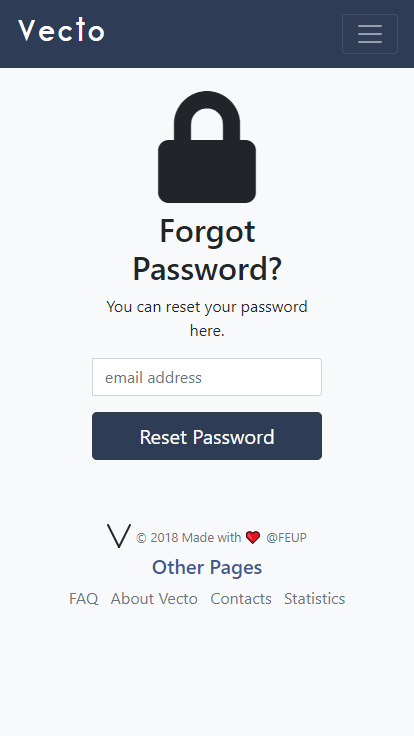 Vecto
Forgot
Password?
You can reset your password
here.
email address
Reset Password
© 2018 Made with ❤ @FEUP
Other Pages
FAQ About Vecto Contacts Statistics